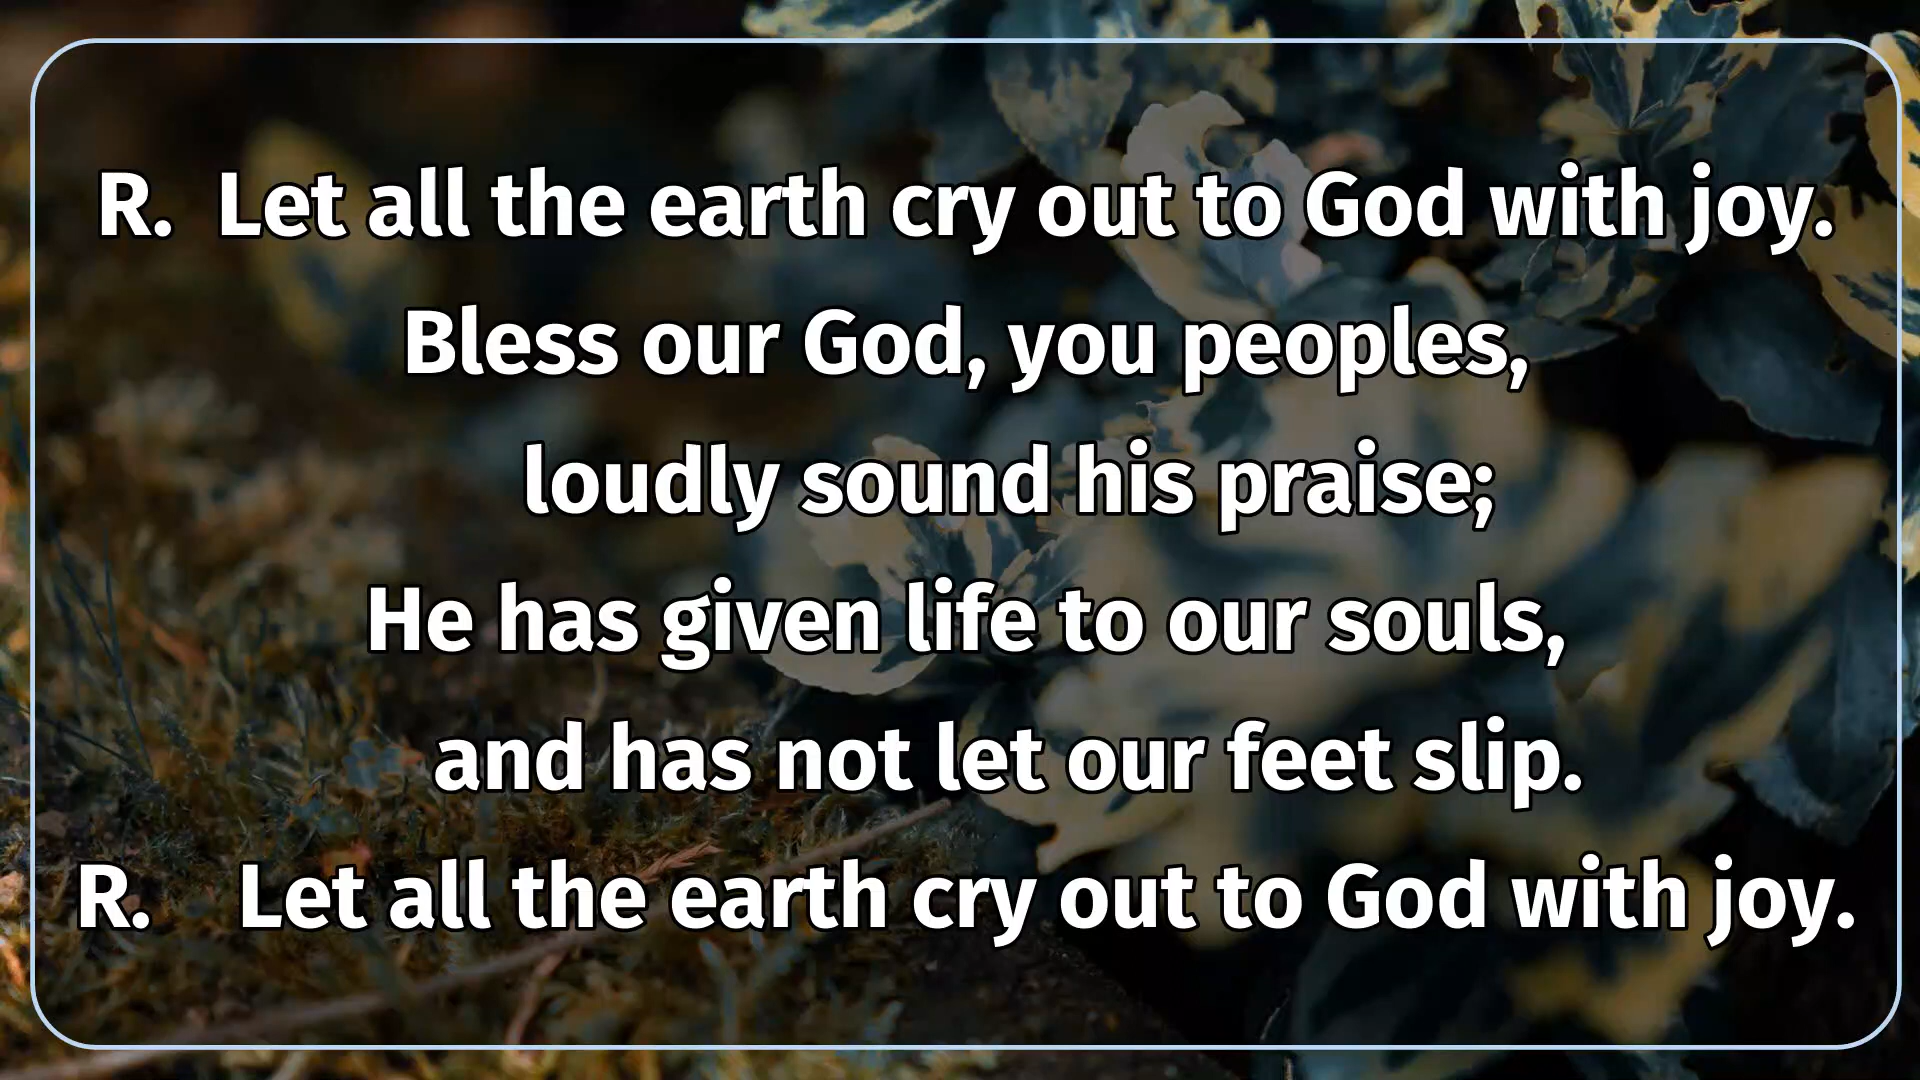 R. Let all the earth cry out to God with joy.
Bless our God, you peoples,
loudly sound his praise;
He has given life to our souls,
and has not let our feet slip.
R. Let all the earth cry out to God with joy.